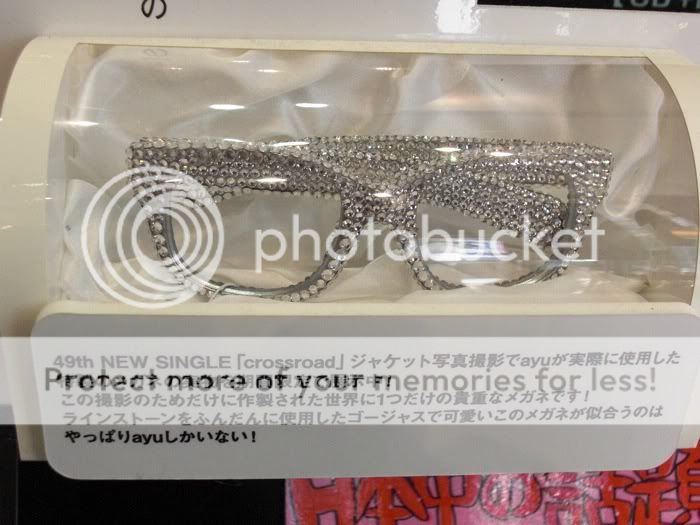 の
photobucket
49th NEW SINGLE「crossroad」ジャケット写真撮影でayuが実際に使用した
Protect more of your memories for less!
この撮影のためだけに作製された世界に1つだけの貴重なメガネです!
ラインストーンをふんだんに使用したゴージャスで可愛いこのメガネが似合うのは
やっぱりayuしかいない!